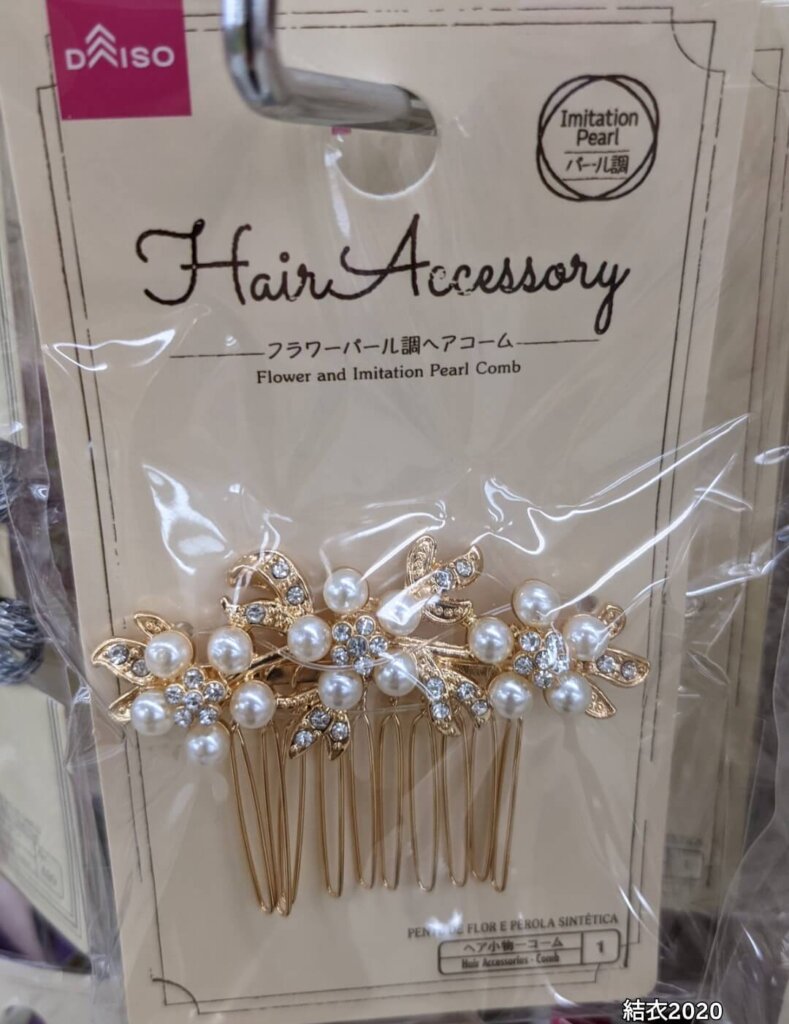 DAISO
Imitation
Pearl
パール調
Hair Accessory
フラワーパール調ヘアコーム
Flower and Imitation Pearl Comb
PENTE DE FLOR E PÉROLA SINTÉTICA
ヘア小物－コーム
1
Hair Accessories - Comb
結衣2020